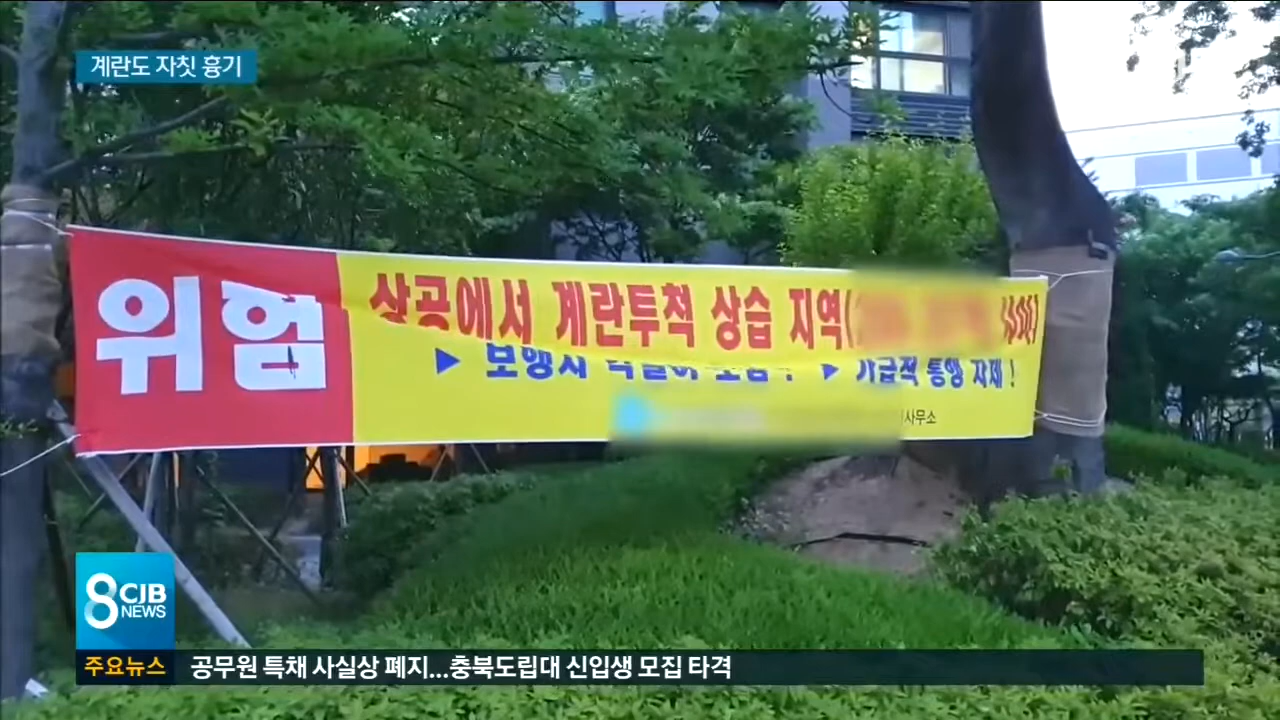 계란도 자칫 흉기
위험
상공에서 계란투척 상습 지역(
▶ 보행시 ▶ 가급적 통행 자제!
사무소
8 CJB
NEWS
주요뉴스 공무원 특채 사실상 폐지...충북도립대 신입생 모집 타격